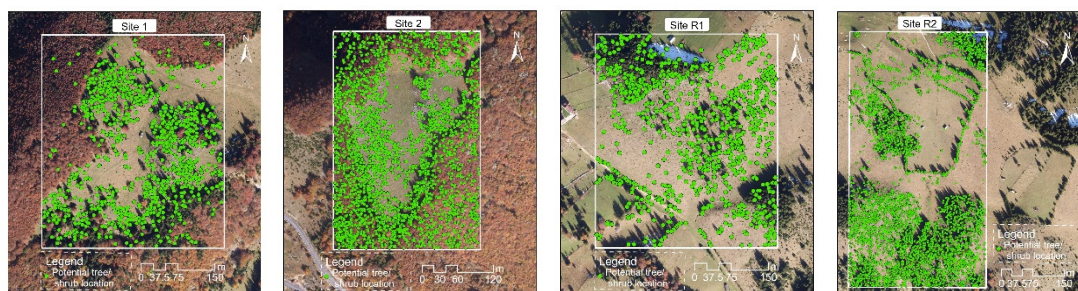 Site 1
N
Legend
Potential tree/
shrub location
m
0 37.5 75 150
Site 2
N
Legend
Potential tree/
shrub location
m
0 30 60 120
Site R1
N
Legend
Potential tree/
shrub location
m
0 37.5 75 150
Site R2
N
Legend
Potential tree/
shrub location
m
0 37.5 75 150